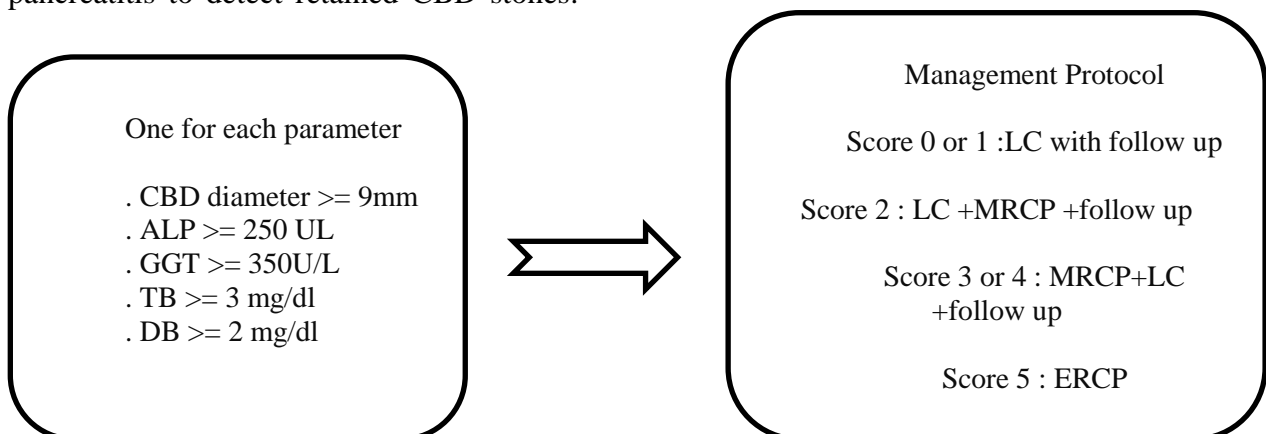 pancreatitis to detect retained CBD stones.
One for each parameter
. CBD diameter >= 9mm
. ALP >= 250 UL
. GGT >= 350U/L
. TB >= 3 mg/dl
. DB >= 2 mg/dl
Management Protocol
Score 0 or 1 :LC with follow up
Score 2 : LC +MRCP +follow up
Score 3 or 4 : MRCP+LC
+follow up
Score 5 : ERCP